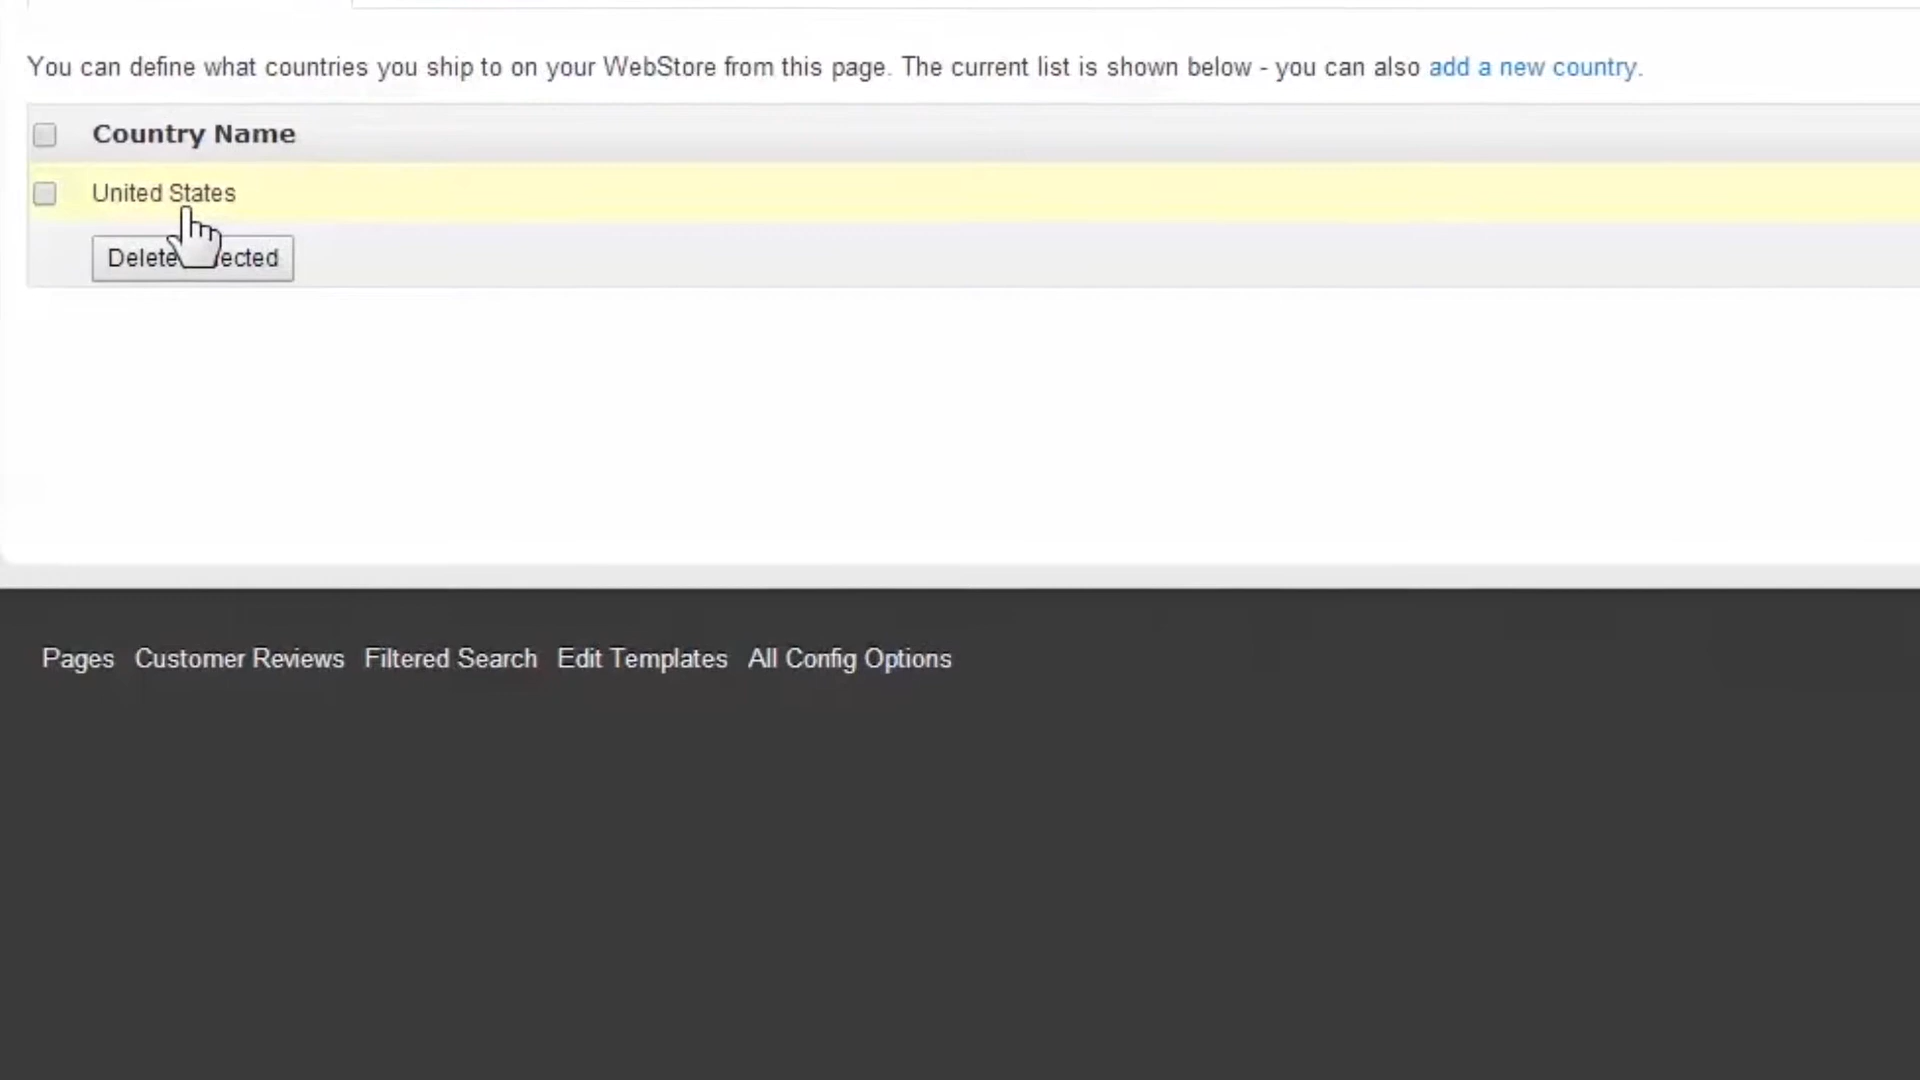 You can define what countries you ship to on your WebStore from this page. The current list is shown below - you can also add a new country.
Country Name
United States
Delete ected
Pages Customer Reviews Filtered Search Edit Templates All Config Options